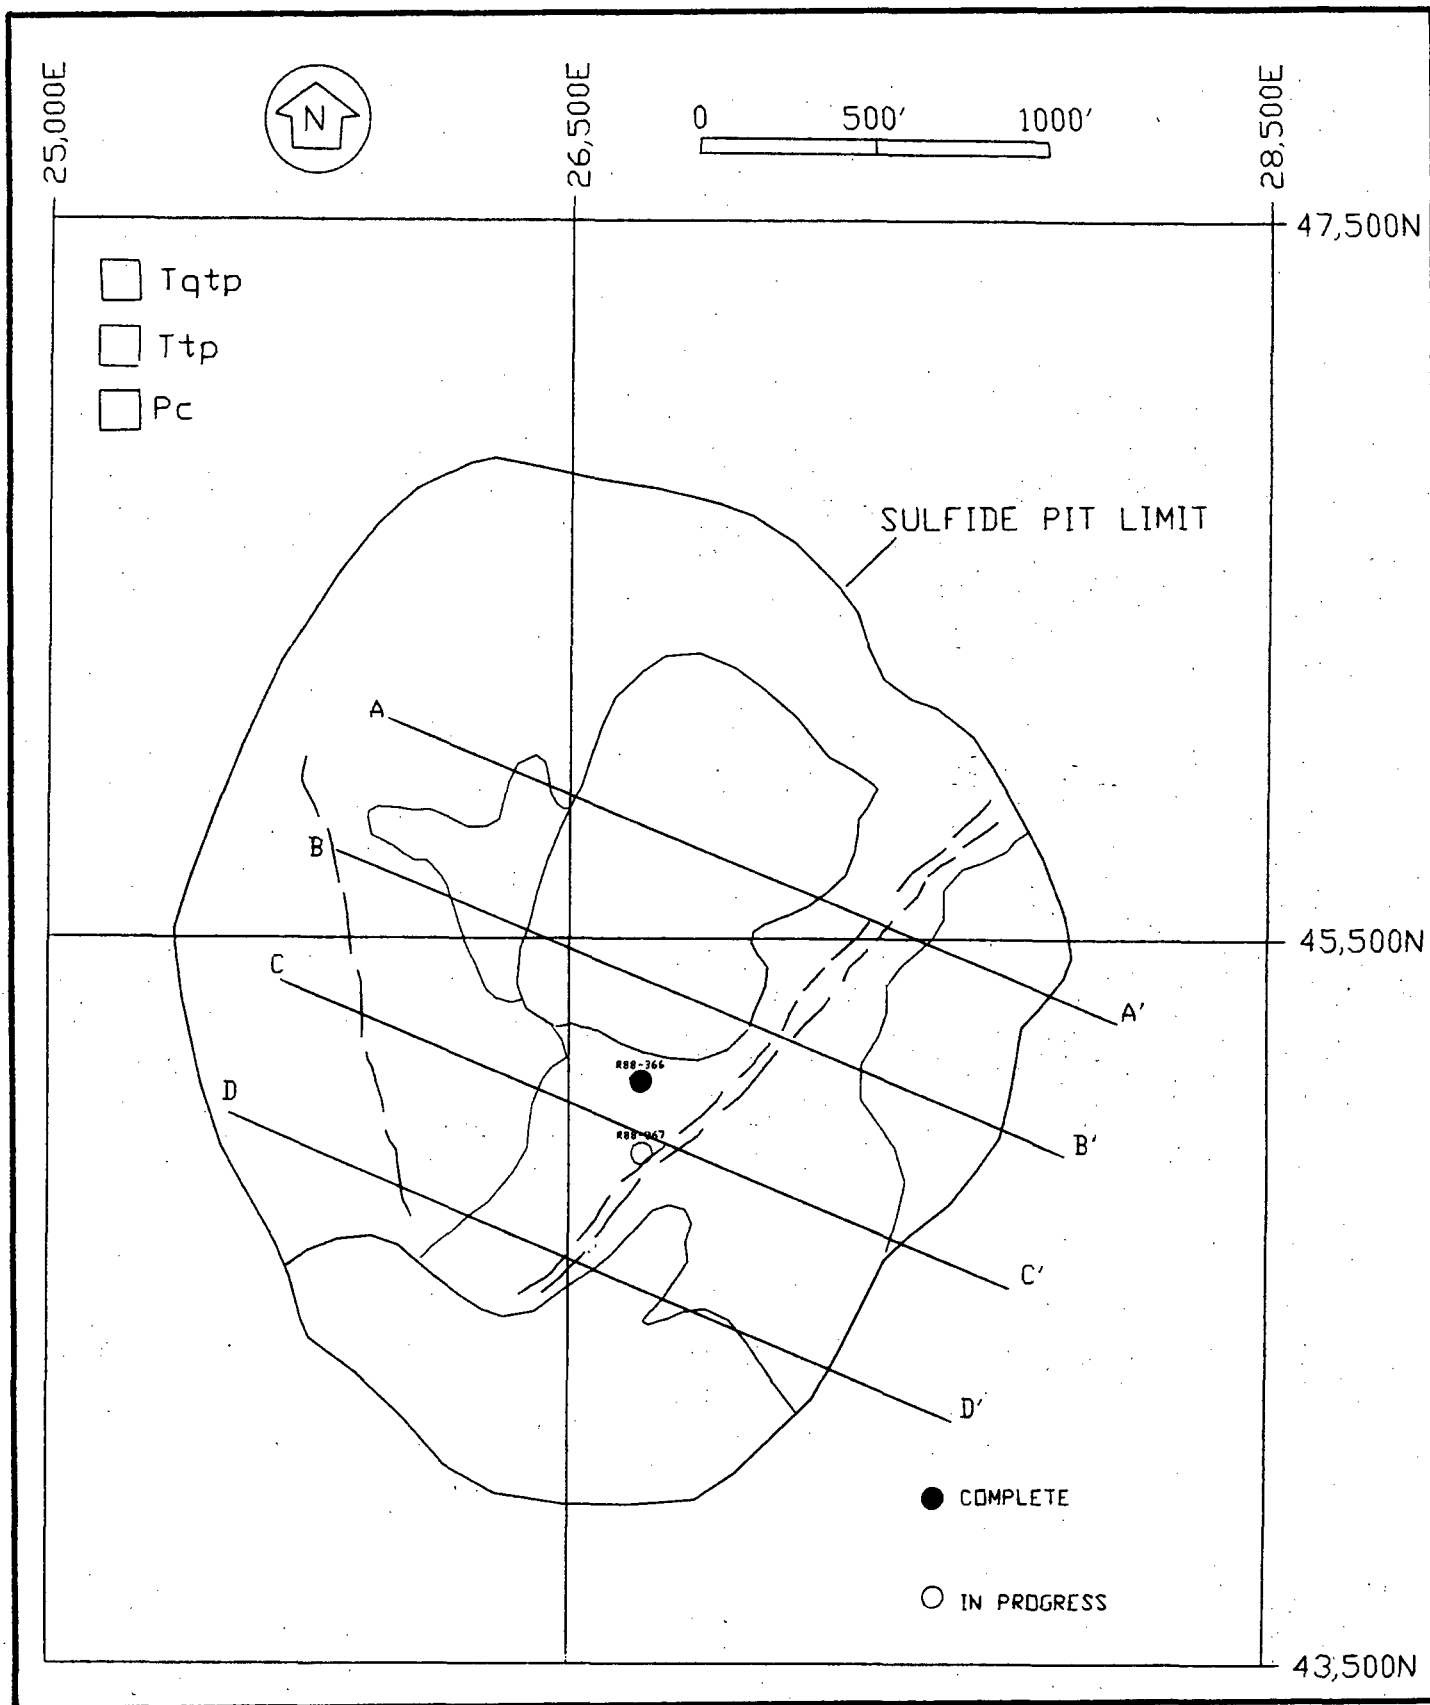 25,000E
N
26,500E
0 500' 1000'
28,500E
47,500N
Tqtp
Ttp
Pc
SULFIDE PIT LIMIT
A
B
45,500N
C
A'
R88-366
D
R88-367
B'
C'
D'
COMPLETE
IN PROGRESS
43,500N